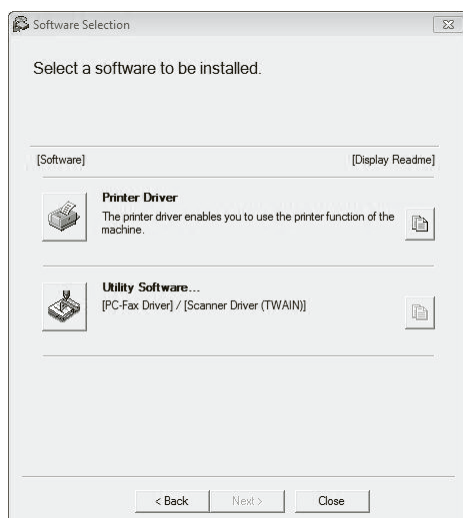 Software Selection
Select a software to be installed.
[Software] [Display Readme]
Printer Driver
The printer driver enables you to use the printer function of the
machine.
Utility Software...
[PC-Fax Driver] / [Scanner Driver (TWAIN)]
< Back Next > Close